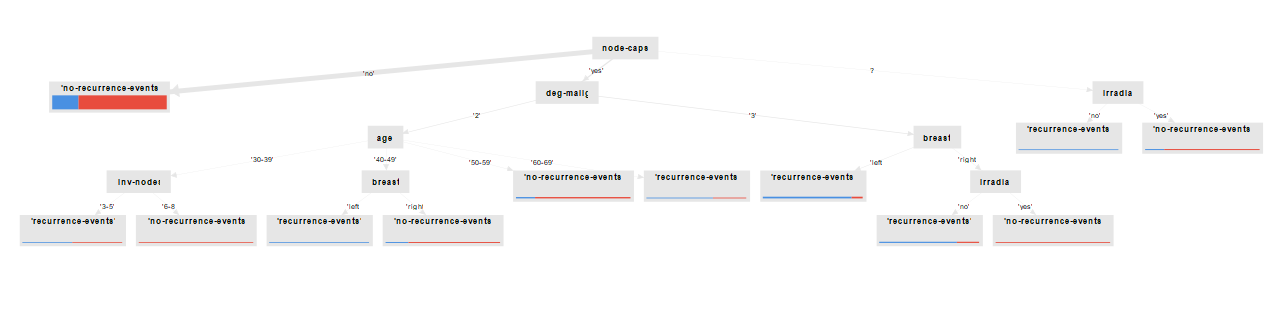 node-caps
'no'
'yes'
?
'no-recurrence-events
deg-malig
irradia
'2'
'3'
'no'
'yes'
age
breast
'recurrence-events
'no-recurrence-events
'30-39'
'40-49'
'50-59'
'60-69'
'left
'right
inv-nodes
breast
'no-recurrence-events
'recurrence-events
'recurrence-events
irradia
'3-5'
'6-8
'left
'right
'no'
'yes'
'recurrence-events'
'no-recurrence-events
'recurrence-events
'no-recurrence-events
'recurrence-events
'no-recurrence-events